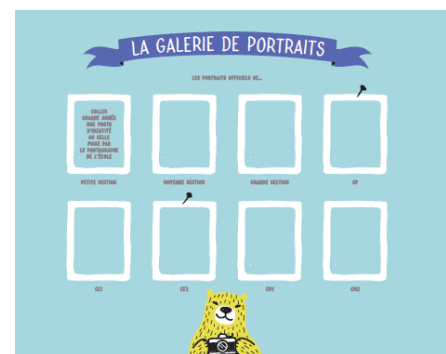 LA GALERIE DE PORTRAITS
LES PORTRAITS OFFICIELS DE...
COLLER
CHAQUE ANNÉE
UNE PHOTO
D'IDENTITÉ
OU CELLE
PRISE PAR
LE PHOTOGRAPHE
DE L'ÉCOLE
PETITE SECTION
MOYENNE SECTION
GRANDE SECTION
CP
CE1
CE2
CM1
CM2